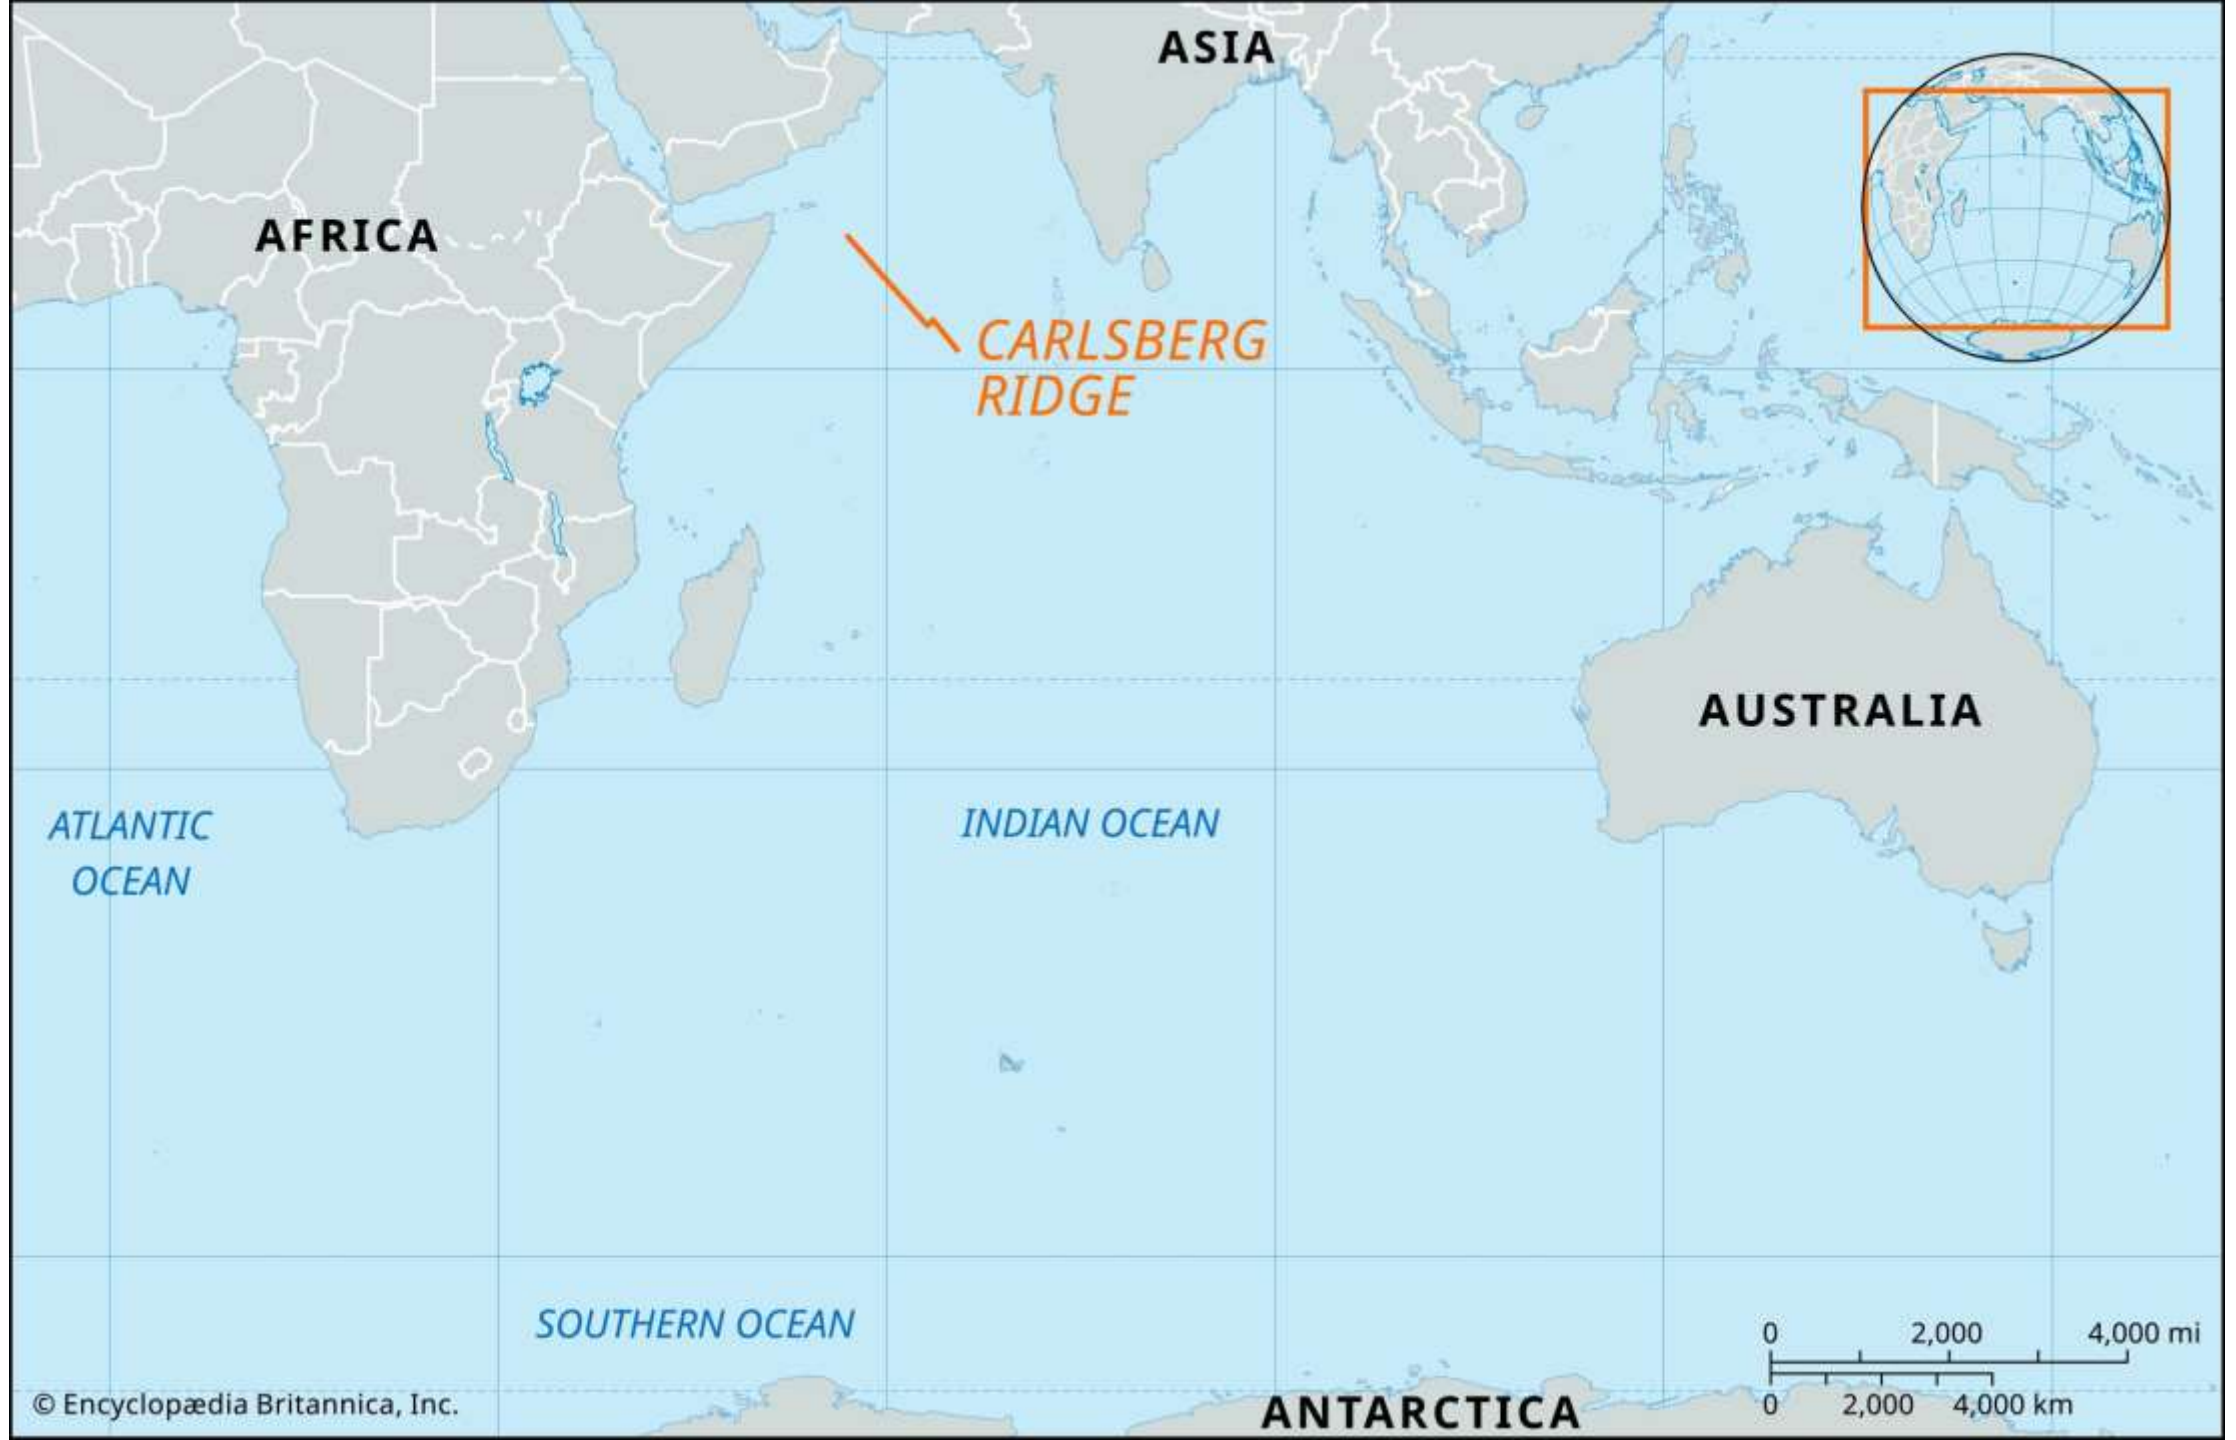 ASIA
AFRICA
CARLSBERG
RIDGE
AUSTRALIA
ATLANTIC
OCEAN
INDIAN OCEAN
SOUTHERN OCEAN
0 2,000 4,000 mi
0 2,000 4,000 km
© Encyclopædia Britannica, Inc.
ANTARCTICA